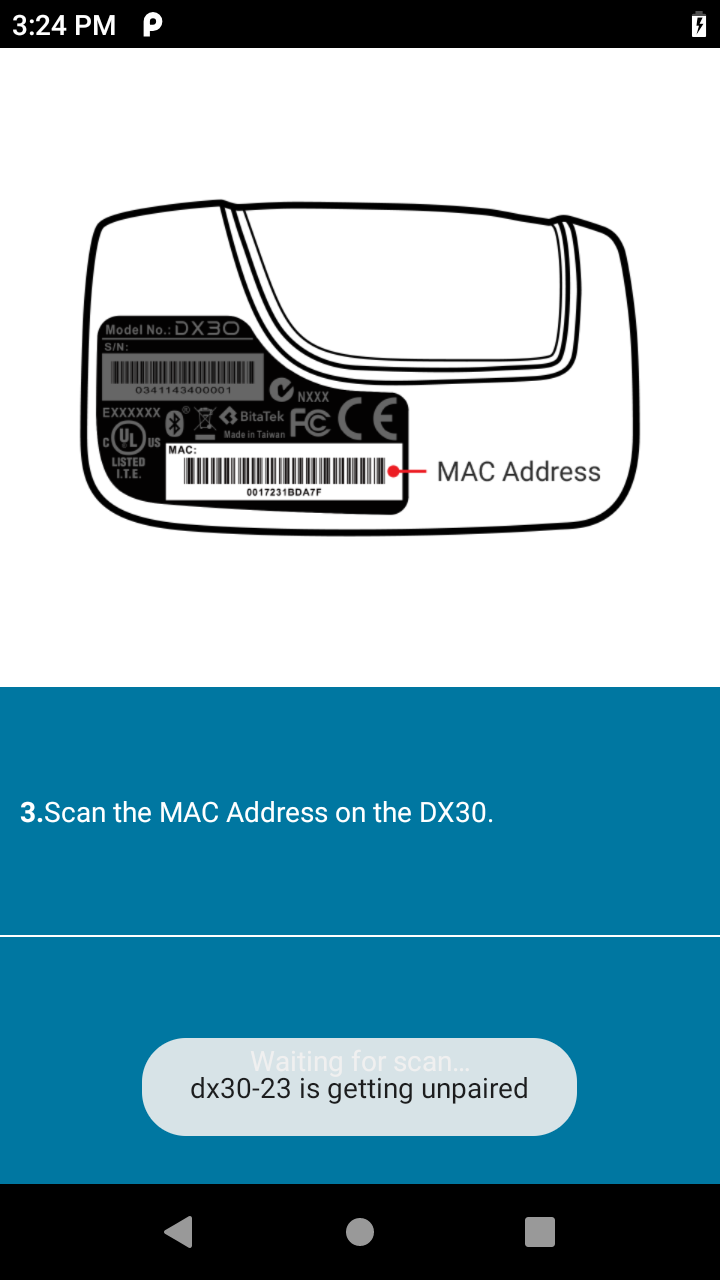 3:24 PM
Model No.: DX30
S/N:
0341143400001
NXXX
EXXXXXX
® BitaTek
FC CE
Made in Taiwan
C UL US
LISTED
I.T.E.
MAC:
0017231BDA7F
MAC Address
3.Scan the MAC Address on the DX30.
Waiting for scan...
dx30-23 is getting unpaired